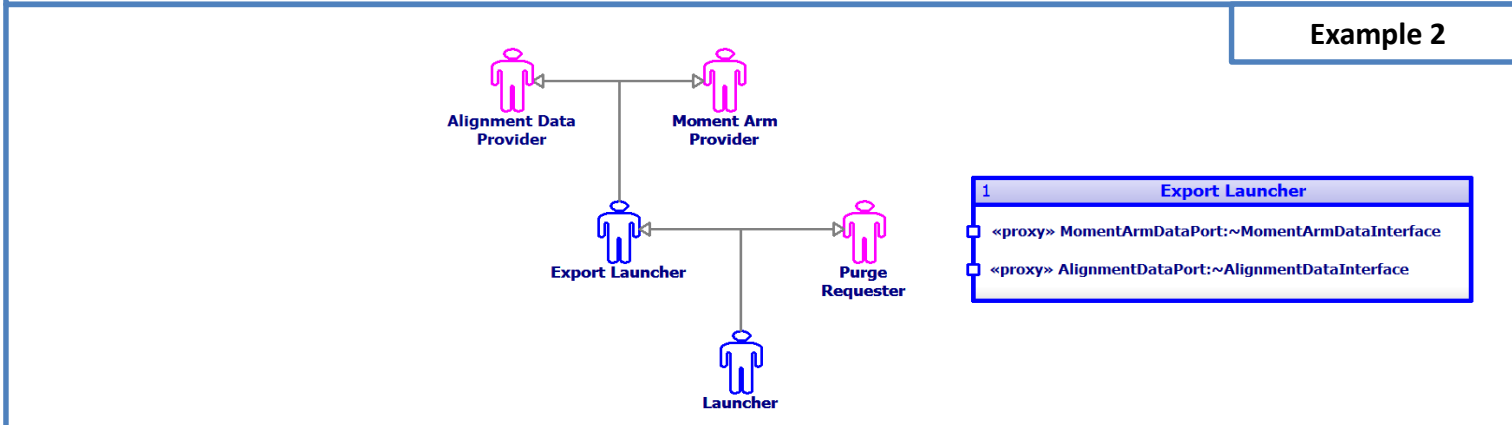 Example 2
Alignment Data
Provider
Moment Arm
Provider
Export Launcher
Purge
Requester
Launcher
1 Export Launcher
«proxy» MomentArmDataPort:~MomentArmDataInterface
«proxy» AlignmentDataPort:~AlignmentDataInterface